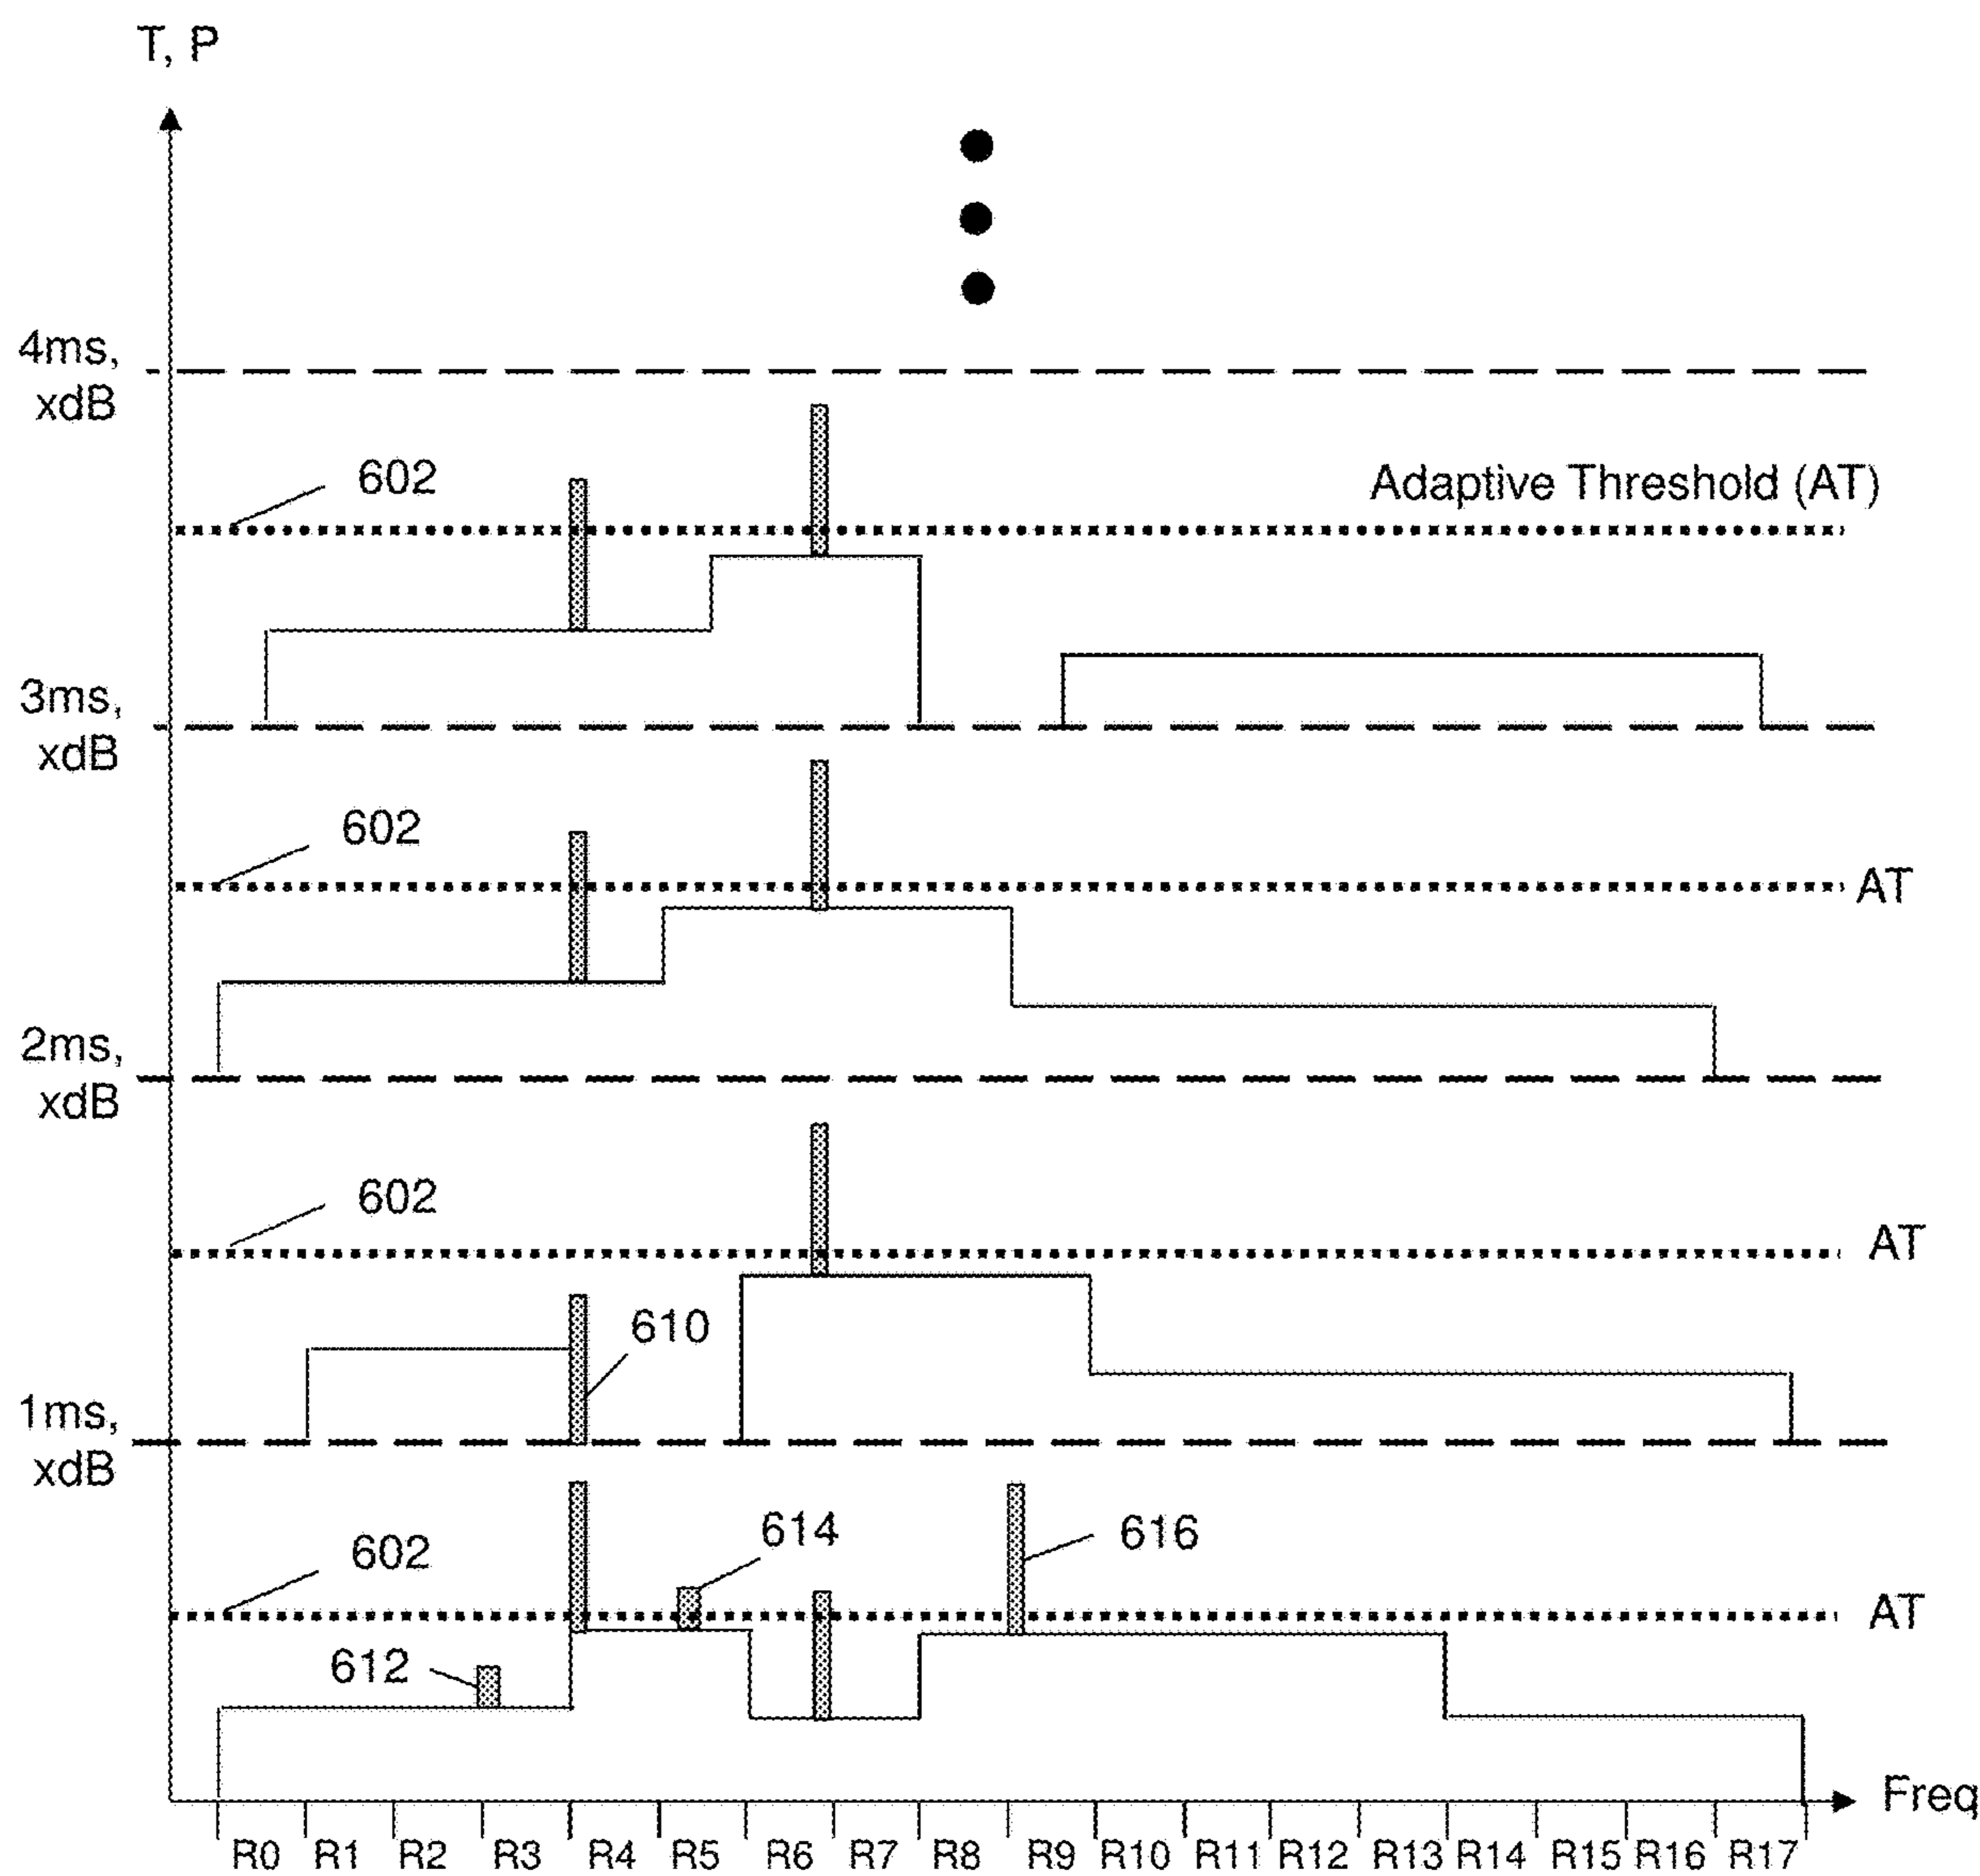 T, P
4ms,
xdB
602
Adaptive Threshold (AT)
3ms,
xdB
602
AT
2ms,
xdB
602
AT
610
1ms,
xdB
614
616
602
AT
612
Freq
R0 R1 R2 R3 R4 R5 R6 R7 R8 R9 R10 R11 R12 R13 R14 R15 R16 R17